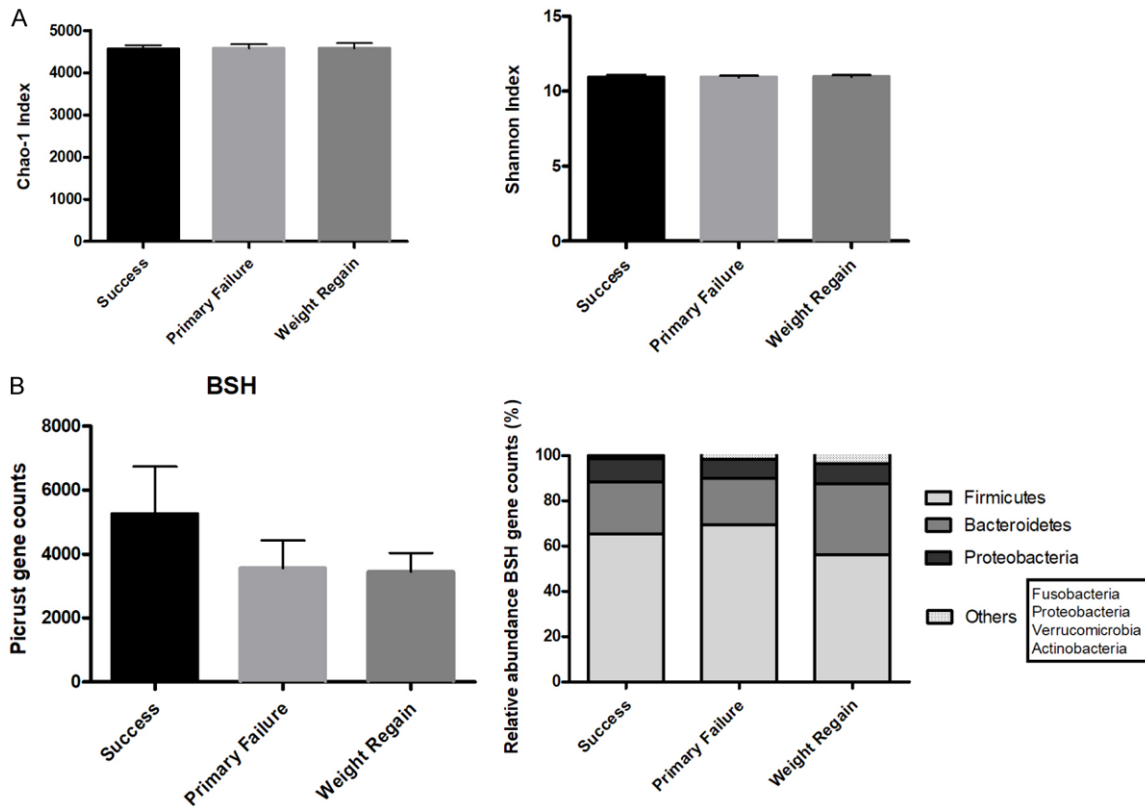 A
Chao-1 Index
5000
4000
3000
2000
1000
0
Success
Primary Failure
Weight Regain
Shannon Index
15
10
5
0
Success
Primary Failure
Weight Regain
B
BSH
Picrust gene counts
8000
6000
4000
2000
0
Success
Primary Failure
Weight Regain
Relative abundance BSH gene counts (%)
100
80
60
40
20
0
Success
Primary Failure
Weight Regain
Firmicutes
Bacteroidetes
Proteobacteria
Others
Fusobacteria
Proteobacteria
Verrucomicrobia
Actinobacteria